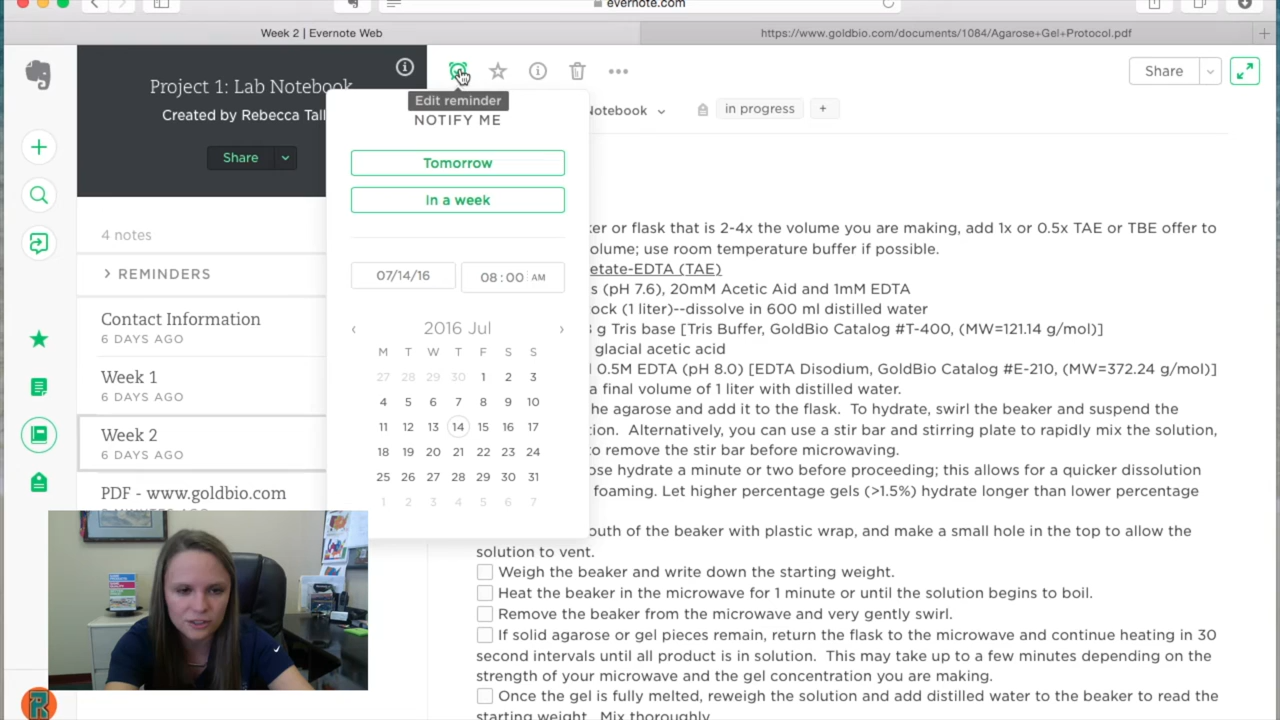 evernote.com
Week 2 | Evernote Web
https://www.goldbio.com/documents/1084/Agarose+Gel+Protocol.pdf
Project 1: Lab Notebook
Created by Rebecca Tall
Share
4 notes
REMINDERS
Contact Information
6 DAYS AGO
Week 1
6 DAYS AGO
Week 2
6 DAYS AGO
PDF - www.goldbio.com
Edit reminder
NOTIFY ME
Tomorrow
In a week
07/14/16
08:00 AM
2016 Jul
M T W T F S S
27 28 29 30 1 2 3
4 5 6 7 8 9 10
11 12 13 14 15 16 17
18 19 20 21 22 23 24
25 26 27 28 29 30 31
1 2 3 4 5 6 7
Share
Notebook
in progress
+
er or flask that is 2-4x the volume you are making, add 1x or 0.5x TAE or TBE offer to
olume; use room temperature buffer if possible.
etate-EDTA (TAE)
s (pH 7.6), 20mM Acetic Aid and 1mM EDTA
ock (1 liter)--dissolve in 600 ml distilled water
g Tris base [Tris Buffer, GoldBio Catalog #T-400, (MW=121.14 g/mol)]
glacial acetic acid
0.5M EDTA (pH 8.0) [EDTA Disodium, GoldBio Catalog #E-210, (MW=372.24 g/mol)]
a final volume of 1 liter with distilled water.
he agarose and add it to the flask. To hydrate, swirl the beaker and suspend the
ion. Alternatively, you can use a stir bar and stirring plate to rapidly mix the solution,
to remove the stir bar before microwaving.
ose hydrate a minute or two before proceeding; this allows for a quicker dissolution
foaming. Let higher percentage gels (>1.5%) hydrate longer than lower percentage
outh of the beaker with plastic wrap, and make a small hole in the top to allow the
solution to vent.
Weigh the beaker and write down the starting weight.
Heat the beaker in the microwave for 1 minute or until the solution begins to boil.
Remove the beaker from the microwave and very gently swirl.
If solid agarose or gel pieces remain, return the flask to the microwave and continue heating in 30
second intervals until all product is in solution. This may take up to a few minutes depending on the
strength of your microwave and the gel concentration you are making.
Once the gel is fully melted, reweigh the solution and add distilled water to the beaker to read the
starting weight. Mix thoroughly.